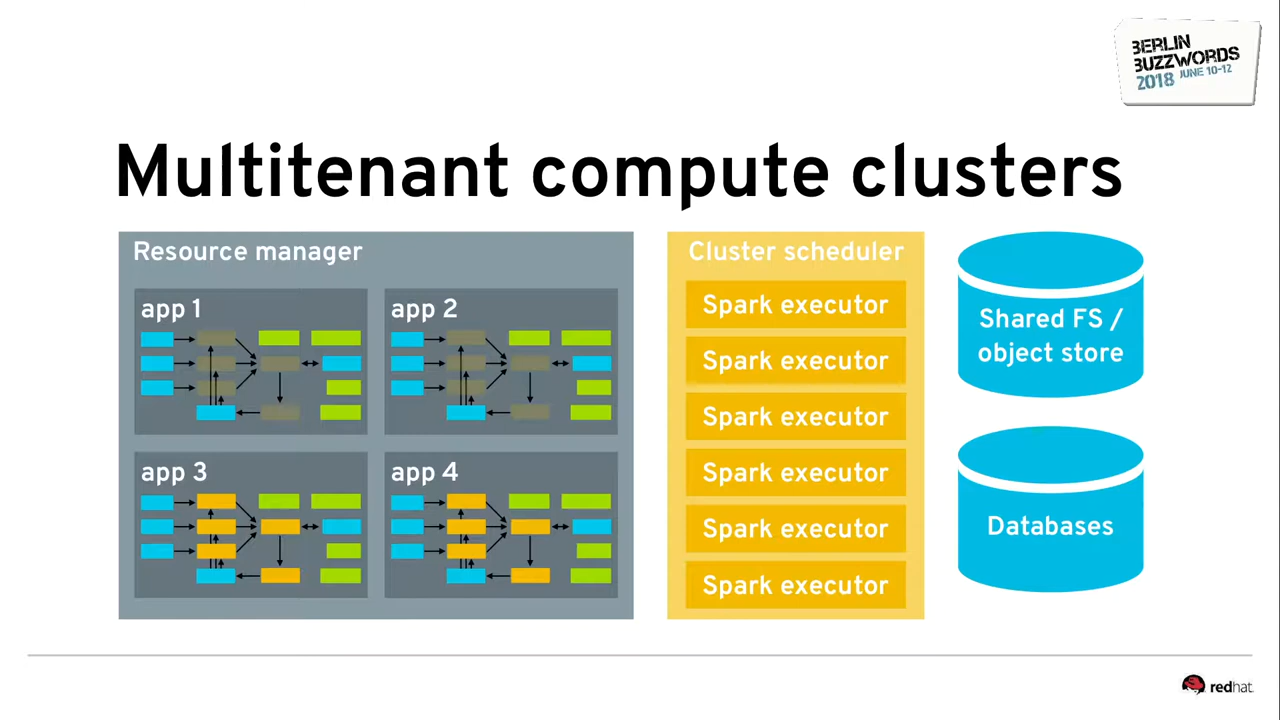 BERLIN
BUZZWORDS
2018 JUNE 10-12
Multitenant compute clusters
Resource manager
app 1
app 2
app 3
app 4
Cluster scheduler
Spark executor
Spark executor
Spark executor
Spark executor
Spark executor
Spark executor
Shared FS /
object store
Databases
redhat.